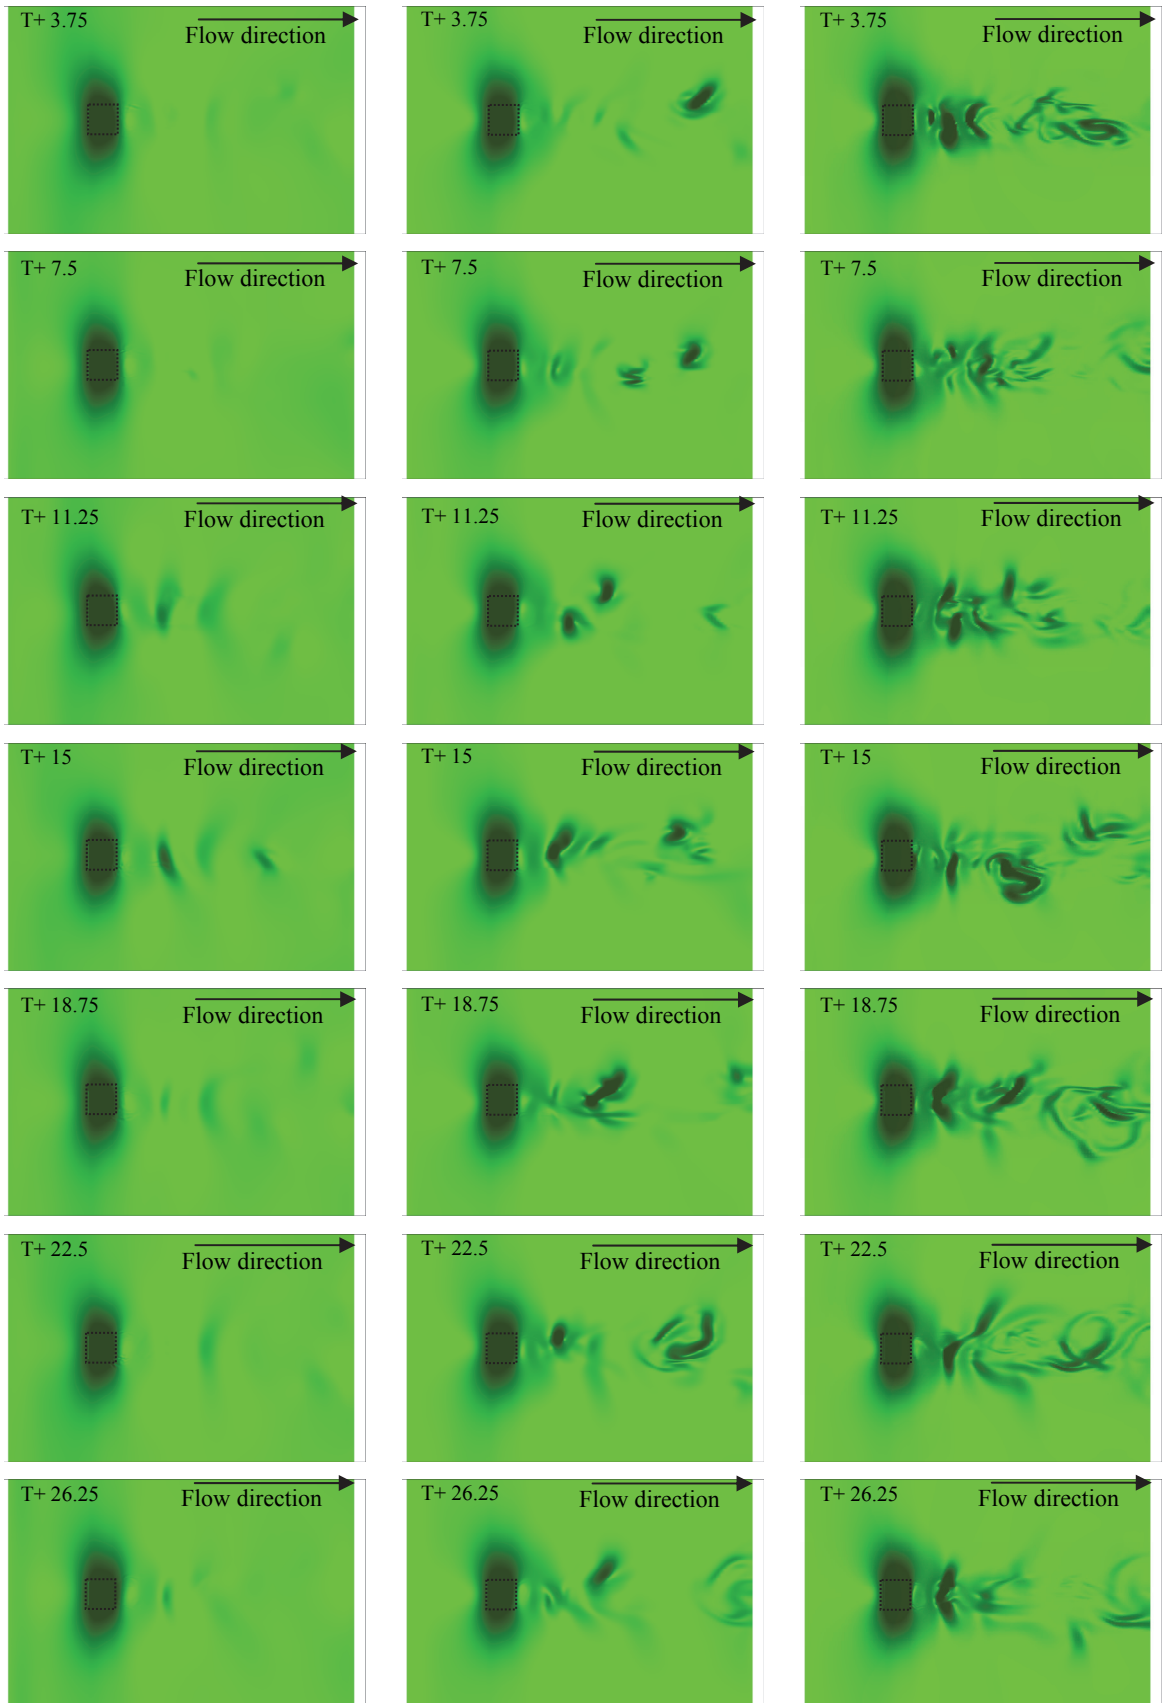 T+ 3.75 Flow direction
T+ 3.75 Flow direction
T+ 3.75 Flow direction
T+ 7.5 Flow direction
T+ 7.5 Flow direction
T+ 7.5 Flow direction
T+ 11.25 Flow direction
T+ 11.25 Flow direction
T+ 11.25 Flow direction
T+ 15 Flow direction
T+ 15 Flow direction
T+ 15 Flow direction
T+ 18.75 Flow direction
T+ 18.75 Flow direction
T+ 18.75 Flow direction
T+ 22.5 Flow direction
T+ 22.5 Flow direction
T+ 22.5 Flow direction
T+ 26.25 Flow direction
T+ 26.25 Flow direction
T+ 26.25 Flow direction